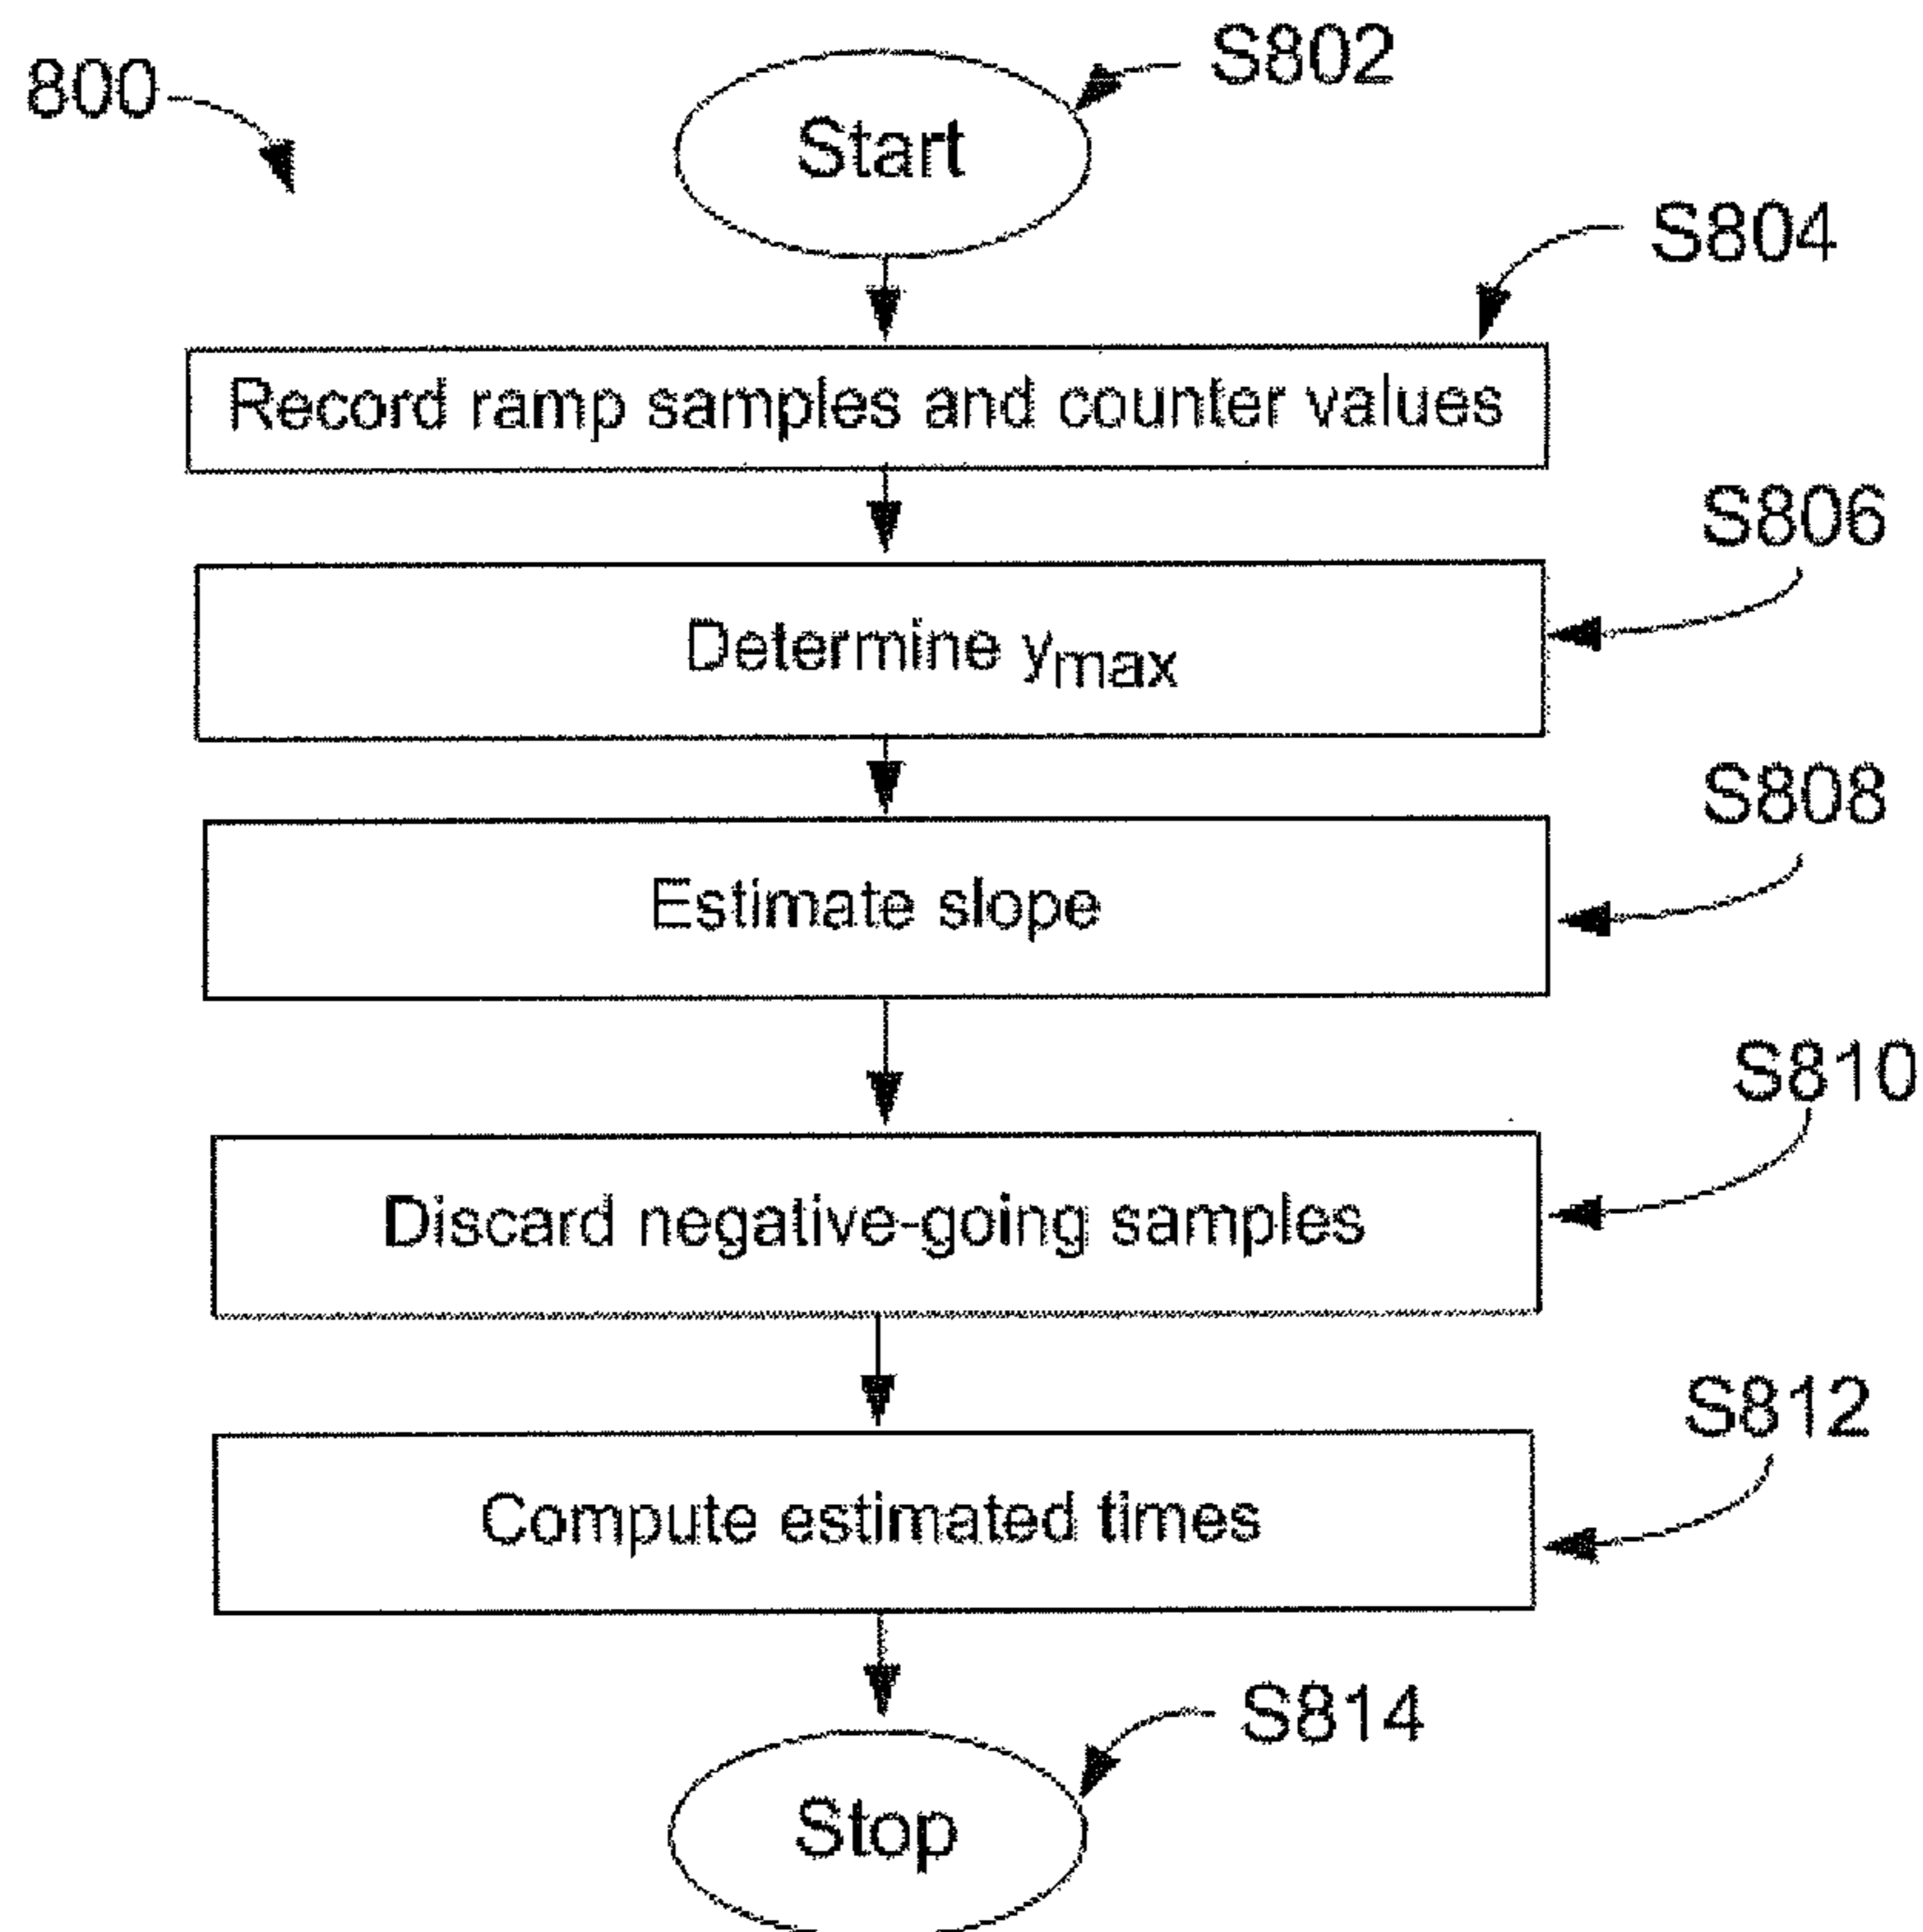 800
S802
Start
S804
Record ramp samples and counter values
S806
Determine ymax
S808
Estimate slope
S810
Discard negative-going samples
S812
Compute estimated times
S814
Stop